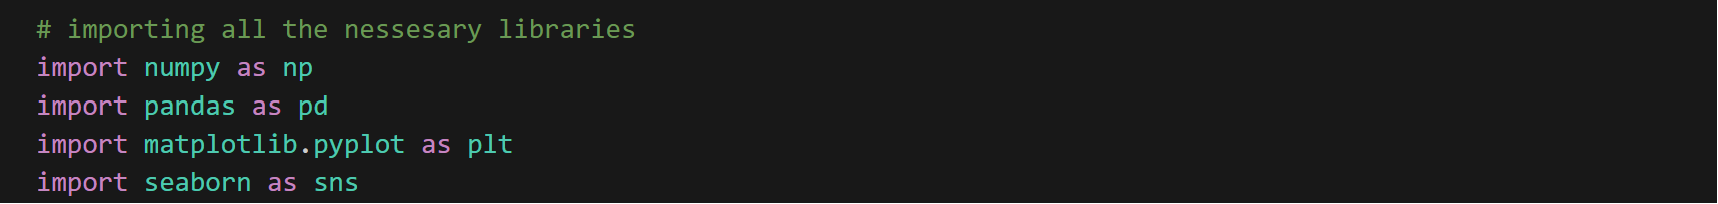 # importing all the nessesary libraries
import numpy as np
import pandas as pd
import matplotlib.pyplot as plt
import seaborn as sns